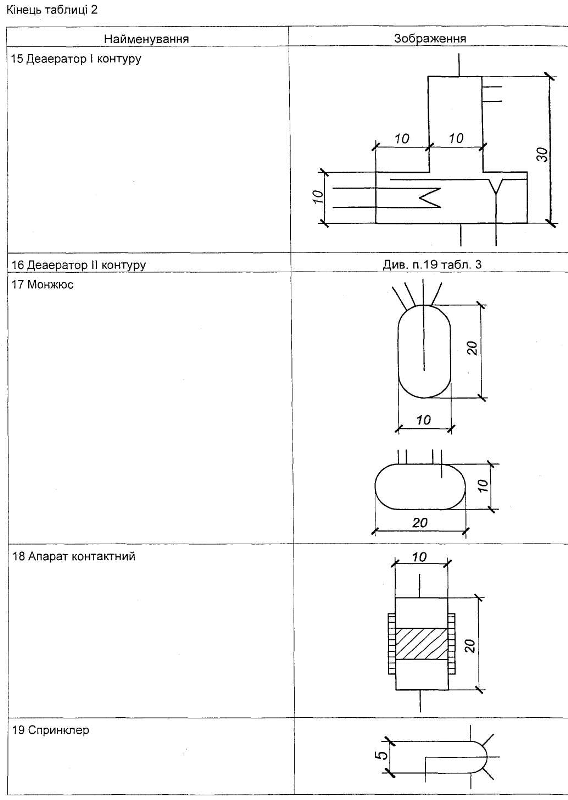 Кінець таблиці 2
Найменування Зображення
15 Деаератор І контуру
10 10
30
10
16 Деаератор ІІ контуру Див. п.19 табл. 3
17 Монжюс
20
10
10
20
18 Апарат контактний
10
20
19 Спринклер
5